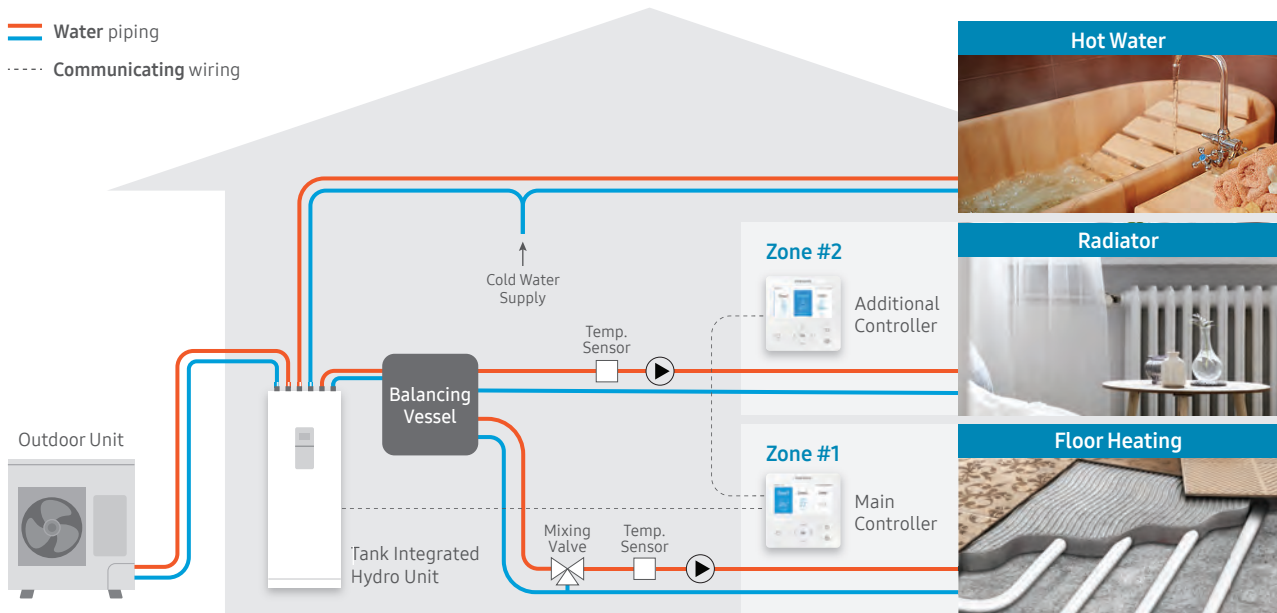 Water piping
Communicating wiring
Hot Water
Cold Water
Supply
Zone #2
Additional
Controller
Radiator
Temp.
Sensor
Balancing
Vessel
Outdoor Unit
Tank Integrated
Hydro Unit
Zone #1
Main
Controller
Floor Heating
Mixing
Valve
Temp.
Sensor